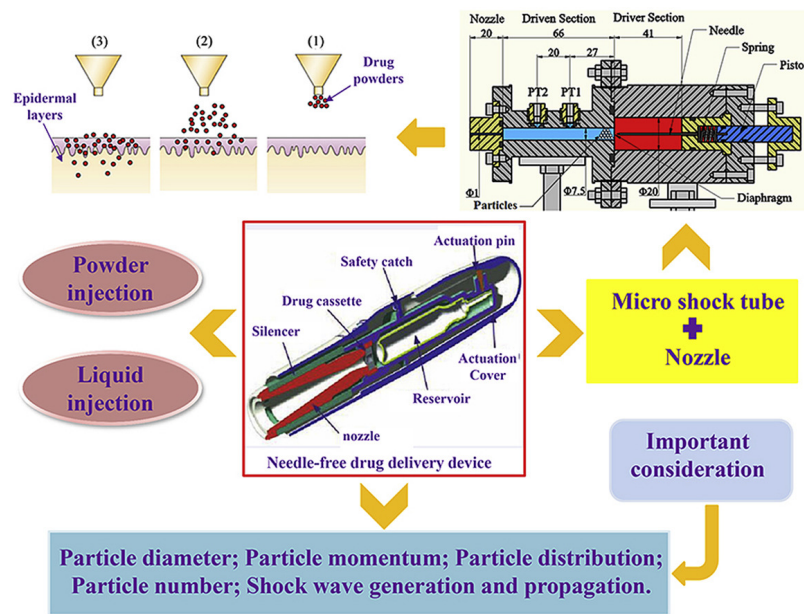 (3)
(2)
(1)
Drug
powders
Epidermal
layers
Nozzle
Driven Section
Driver Section
20
66
41
Needle
Spring
Pisto
20
27
PT2
PT1
Φ1
Particles
Φ7.5
Φ20
Diaphragm
Powder
injection
Liquid
injection
Actuation pin
Safety catch
Drug cassette
Silencer
Actuation
Cover
Reservoir
nozzle
Needle-free drug delivery device
Micro shock tube
+
Nozzle
Important
consideration
Particle diameter; Particle momentum; Particle distribution;
Particle number; Shock wave generation and propagation.